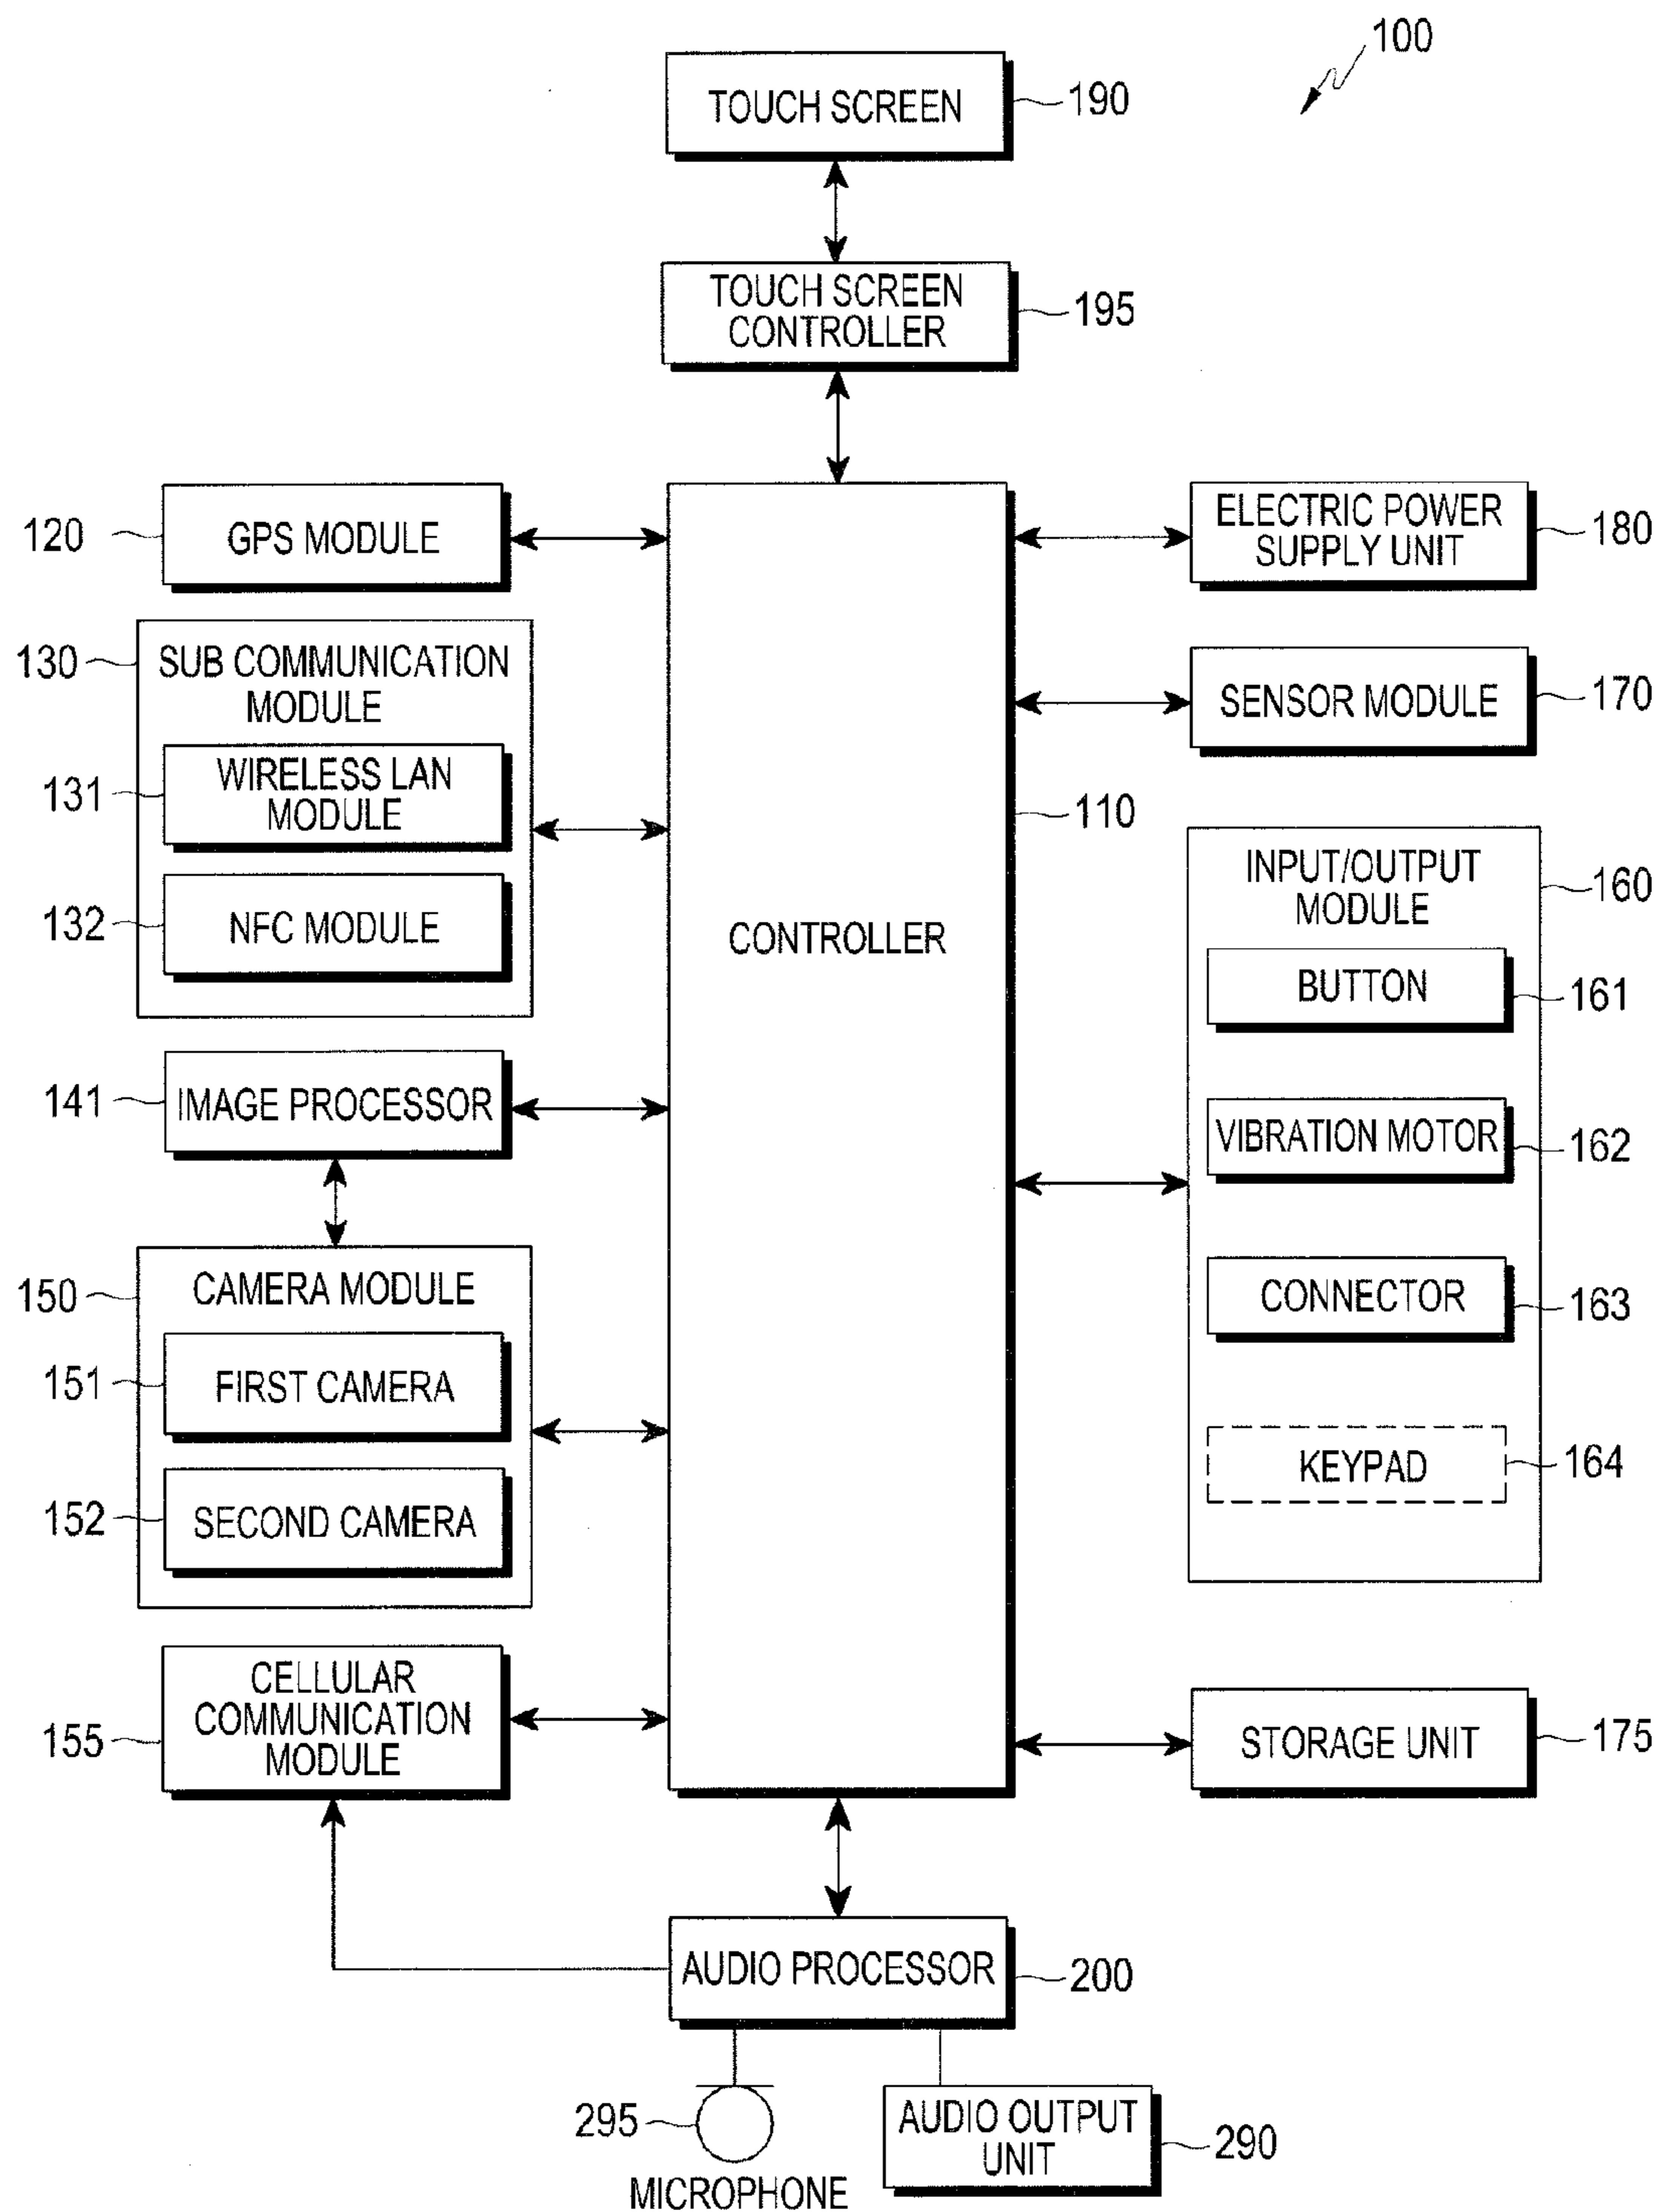 100
TOUCH SCREEN
190
TOUCH SCREEN
CONTROLLER
195
120
GPS MODULE
ELECTRIC POWER
SUPPLY UNIT
180
130
SUB COMMUNICATION
MODULE
131
WIRELESS LAN
MODULE
132
NFC MODULE
SENSOR MODULE
170
CONTROLLER
110
INPUT/OUTPUT
MODULE
160
BUTTON
161
VIBRATION MOTOR
162
CONNECTOR
163
KEYPAD
164
141
IMAGE PROCESSOR
150
CAMERA MODULE
151
FIRST CAMERA
152
SECOND CAMERA
155
CELLULAR
COMMUNICATION
MODULE
STORAGE UNIT
175
AUDIO PROCESSOR
200
295
MICROPHONE
AUDIO OUTPUT
UNIT
290